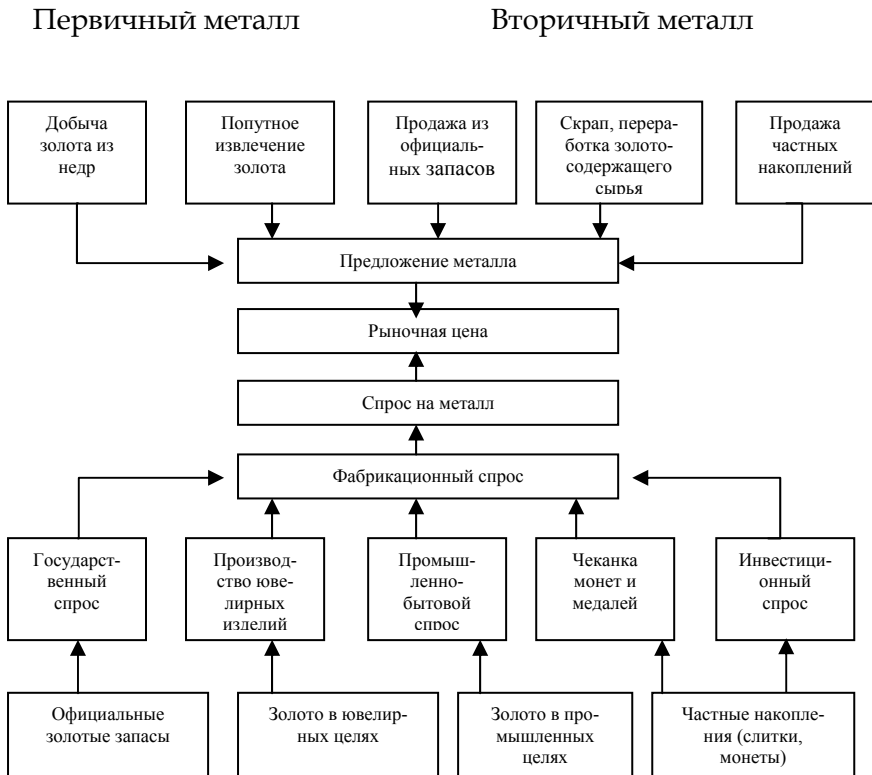 Первичный металл Вторичный металл
Добыча
золота из
недр
Попутное
извлечение
золота
Продажа из
официаль-
ных запасов
Скрап, перера-
ботка золото-
содержащего
сырья
Продажа
частных
накоплений
Предложение металла
Рыночная цена
Спрос на металл
Фабрикационный спрос
Государст-
венный
спрос
Производ-
ство юве-
лирных
изделий
Промыш-
ленно-
бытовой
спрос
Чеканка
монет и
медалей
Инвестици-
онный
спрос
Официальные
золотые запасы
Золото в ювелир-
ных целях
Золото в про-
мышленных
целях
Частные накопле-
ния (слитки,
монеты)